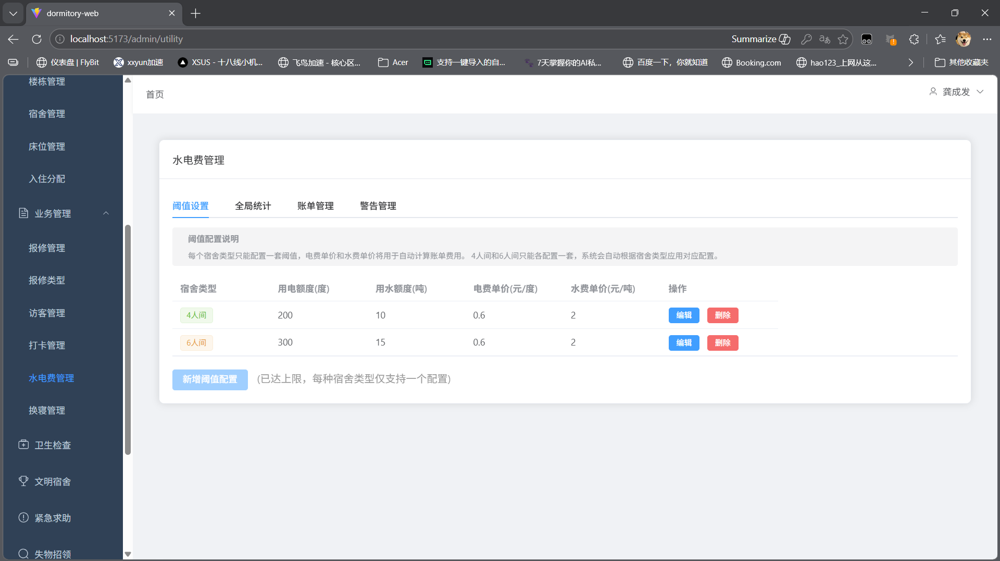 dormitory-web
localhost:5173/admin/utility
Summarize
仪表盘 | FlyBit
xxyun加速
XSUS - 十八线小机...
飞鸟加速 - 核心区...
Acer
支持一键导入的自...
7天掌握你的AI私...
百度一下，你就知道
Booking.com
hao123_上网从这...
其他收藏夹
楼栋管理
宿舍管理
床位管理
入住分配
业务管理
报修管理
报修类型
访客管理
打卡管理
水电费管理
换寝管理
卫生检查
文明宿舍
紧急求助
失物招领
首页
龚成发
水电费管理
阈值设置 全局统计 账单管理 警告管理
阈值配置说明
每个宿舍类型只能配置一套阈值，电费单价和水费单价将用于自动计算账单费用。 4人间和6人间只能各配置一套，系统会自动根据宿舍类型应用对应配置。
宿舍类型 用电额度(度) 用水额度(吨) 电费单价(元/度) 水费单价(元/吨) 操作
4人间 200 10 0.6 2 编辑 删除
6人间 300 15 0.6 2 编辑 删除
新增阈值配置 (已达上限，每种宿舍类型仅支持一个配置)